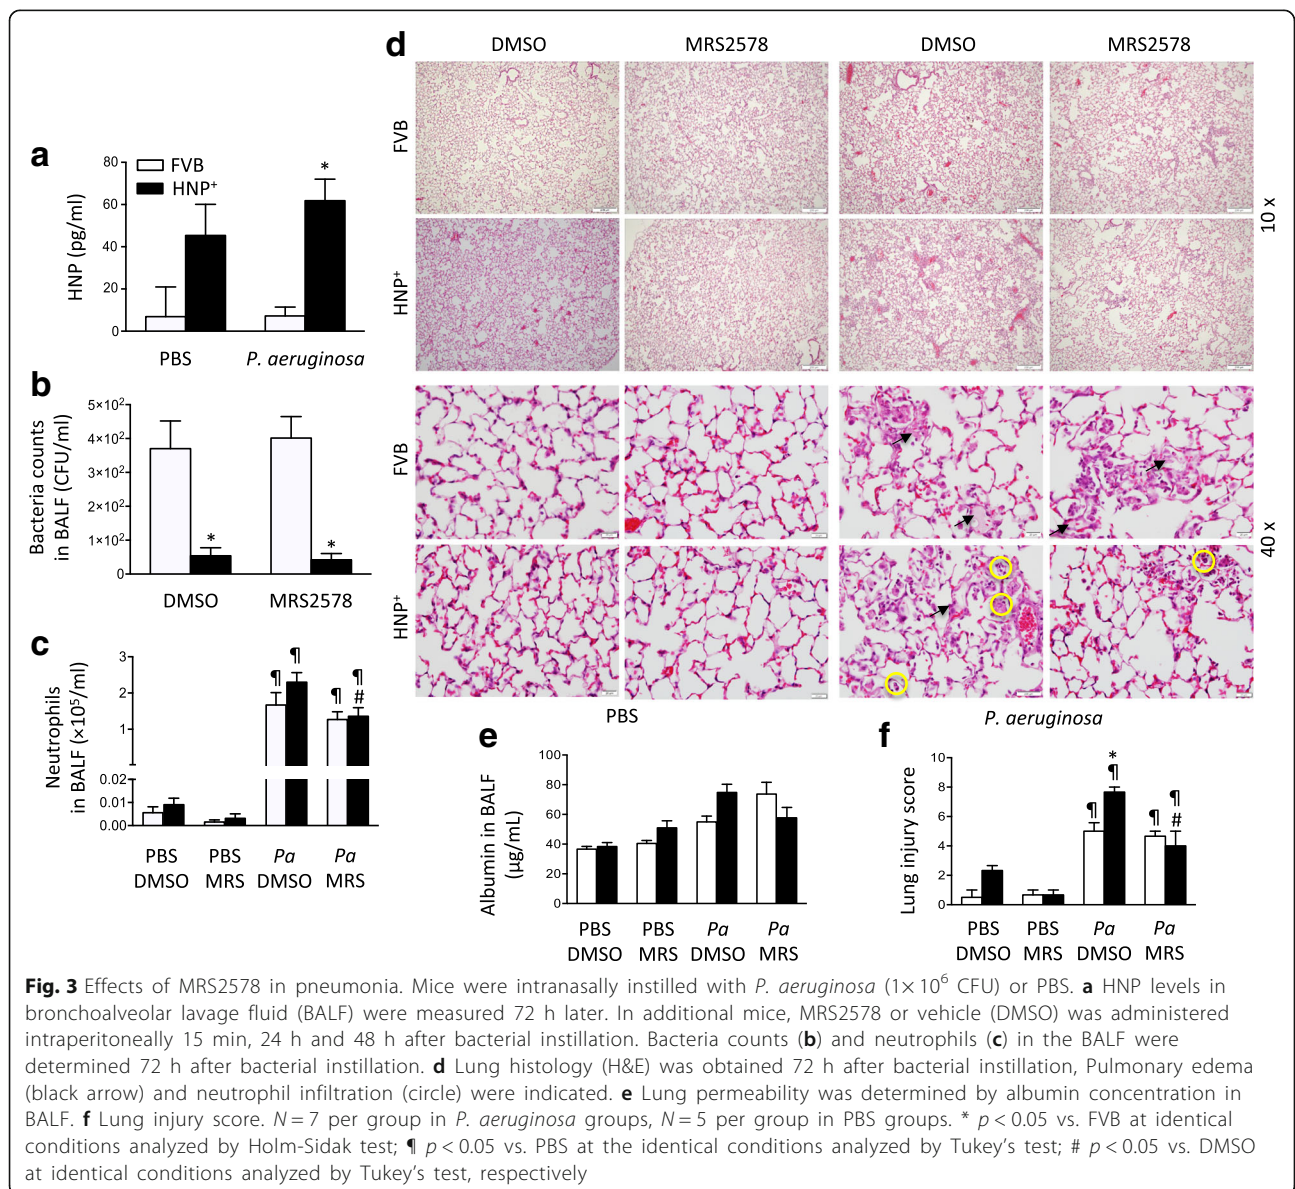 d
DMSO
MRS2578
DMSO
MRS2578
FVB
HNP⁺
10 x
FVB
HNP⁺
40 x
PBS
P. aeruginosa
a
HNP (pg/ml)
80
60
40
20
0
FVB
HNP⁺
*
PBS
P. aeruginosa
b
Bacteria counts
in BALF (CFU/ml)
5×10²
4×10²
3×10²
2×10²
1×10²
0
*
*
DMSO
MRS2578
c
Neutrophils
in BALF (×10⁵/ml)
3
2
1
0.02
0.01
0.00
¶
¶
¶
¶
#
PBS PBS Pa Pa
DMSO MRS DMSO MRS
e
Albumin in BALF
(µg/mL)
100
80
60
40
20
0
PBS PBS Pa Pa
DMSO MRS DMSO MRS
f
Lung injury score
10
8
6
4
2
0
¶
*
¶
¶
¶
#
PBS PBS Pa Pa
DMSO MRS DMSO MRS
Fig. 3 Effects of MRS2578 in pneumonia. Mice were intranasally instilled with P. aeruginosa (1× 10⁶ CFU) or PBS. a HNP levels in
bronchoalveolar lavage fluid (BALF) were measured 72 h later. In additional mice, MRS2578 or vehicle (DMSO) was administered
intraperitoneally 15 min, 24 h and 48 h after bacterial instillation. Bacteria counts (b) and neutrophils (c) in the BALF were
determined 72 h after bacterial instillation. d Lung histology (H&E) was obtained 72 h after bacterial instillation, Pulmonary edema
(black arrow) and neutrophil infiltration (circle) were indicated. e Lung permeability was determined by albumin concentration in
BALF. f Lung injury score. N = 7 per group in P. aeruginosa groups, N = 5 per group in PBS groups. * p < 0.05 vs. FVB at identical
conditions analyzed by Holm-Sidak test; ¶ p < 0.05 vs. PBS at the identical conditions analyzed by Tukey's test; # p < 0.05 vs. DMSO
at identical conditions analyzed by Tukey's test, respectively